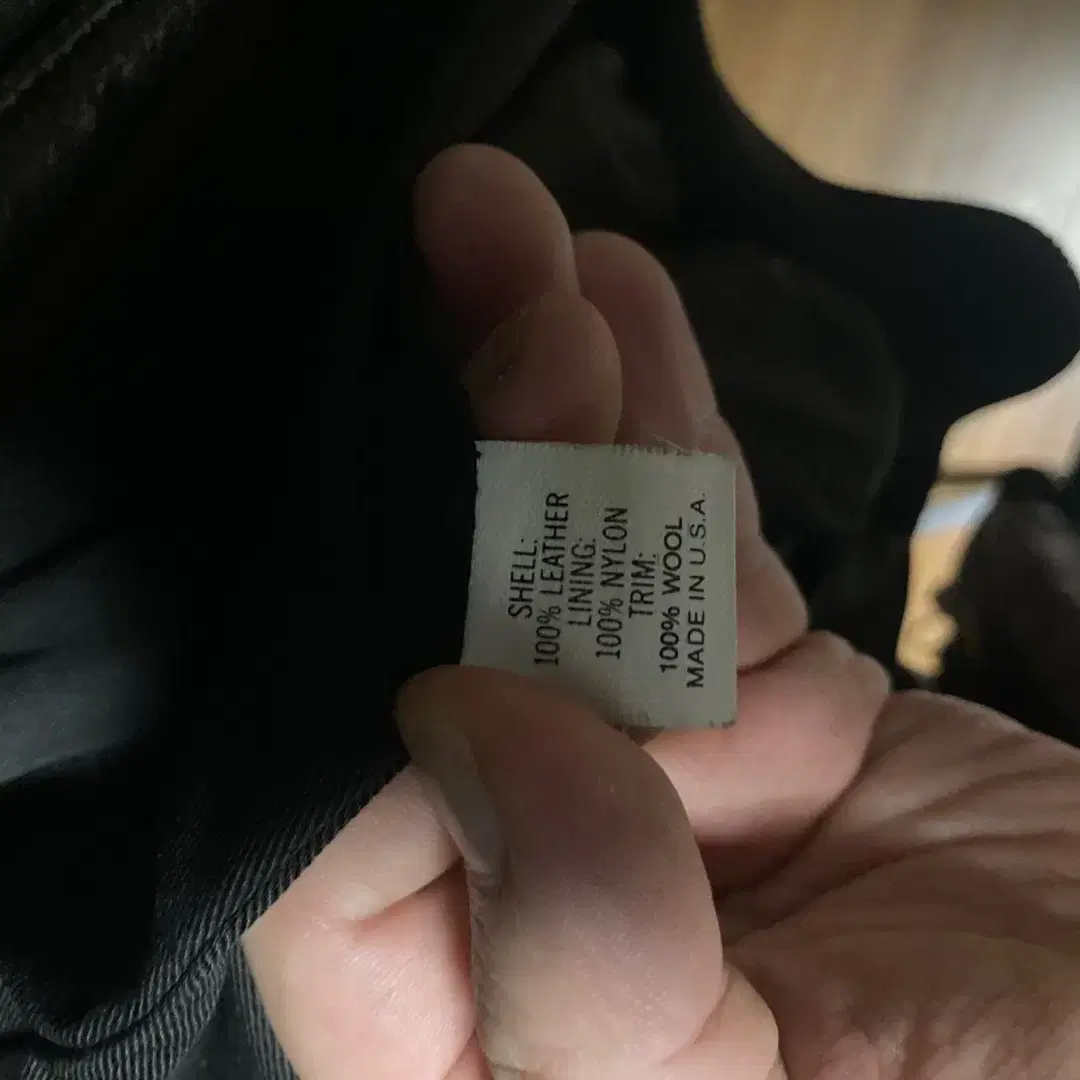 SHELL:
100% LEATHER
LINING:
100% NYLON
TRIM:
100% WOOL
MADE IN U.S.A.